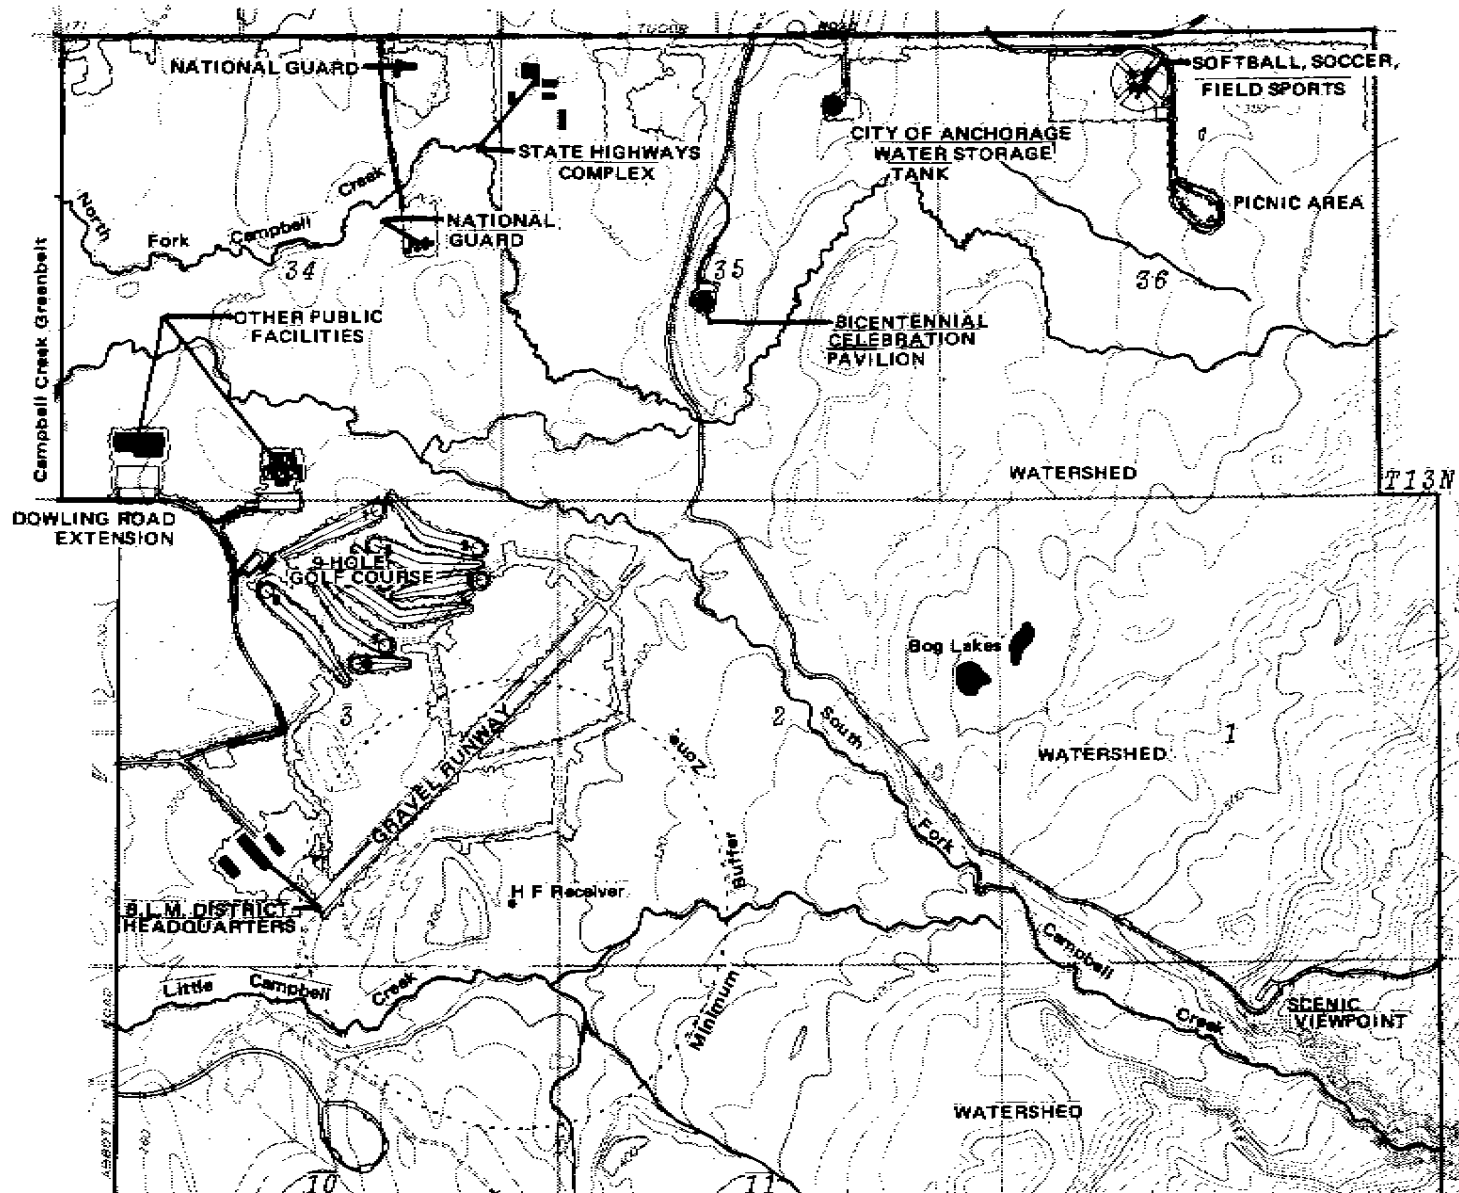 TUDOR
NATIONAL GUARD
SOFTBALL, SOCCER,
FIELD SPORTS
CITY OF ANCHORAGE
WATER STORAGE
TANK
STATE HIGHWAYS
COMPLEX
PICNIC AREA
North
Fork
Campbell
Creek
NATIONAL
GUARD
34
35
36
Campbell Creek Greenbelt
OTHER PUBLIC
FACILITIES
BICENTENNIAL
CELEBRATION
PAVILION
WATERSHED
T13N
DOWLING ROAD
EXTENSION
9-HOLE
GOLF COURSE
Bog Lakes
3
2
1
South
Fork
Campbell
Creek
WATERSHED
GRAVEL RUNWAY
Zone
Buffer
Minimum
H F Receiver
B.L.M. DISTRICT
HEADQUARTERS
Little
Campbell
Creek
SCENIC
VIEWPOINT
WATERSHED
ROAD
ABBOTT
10
11